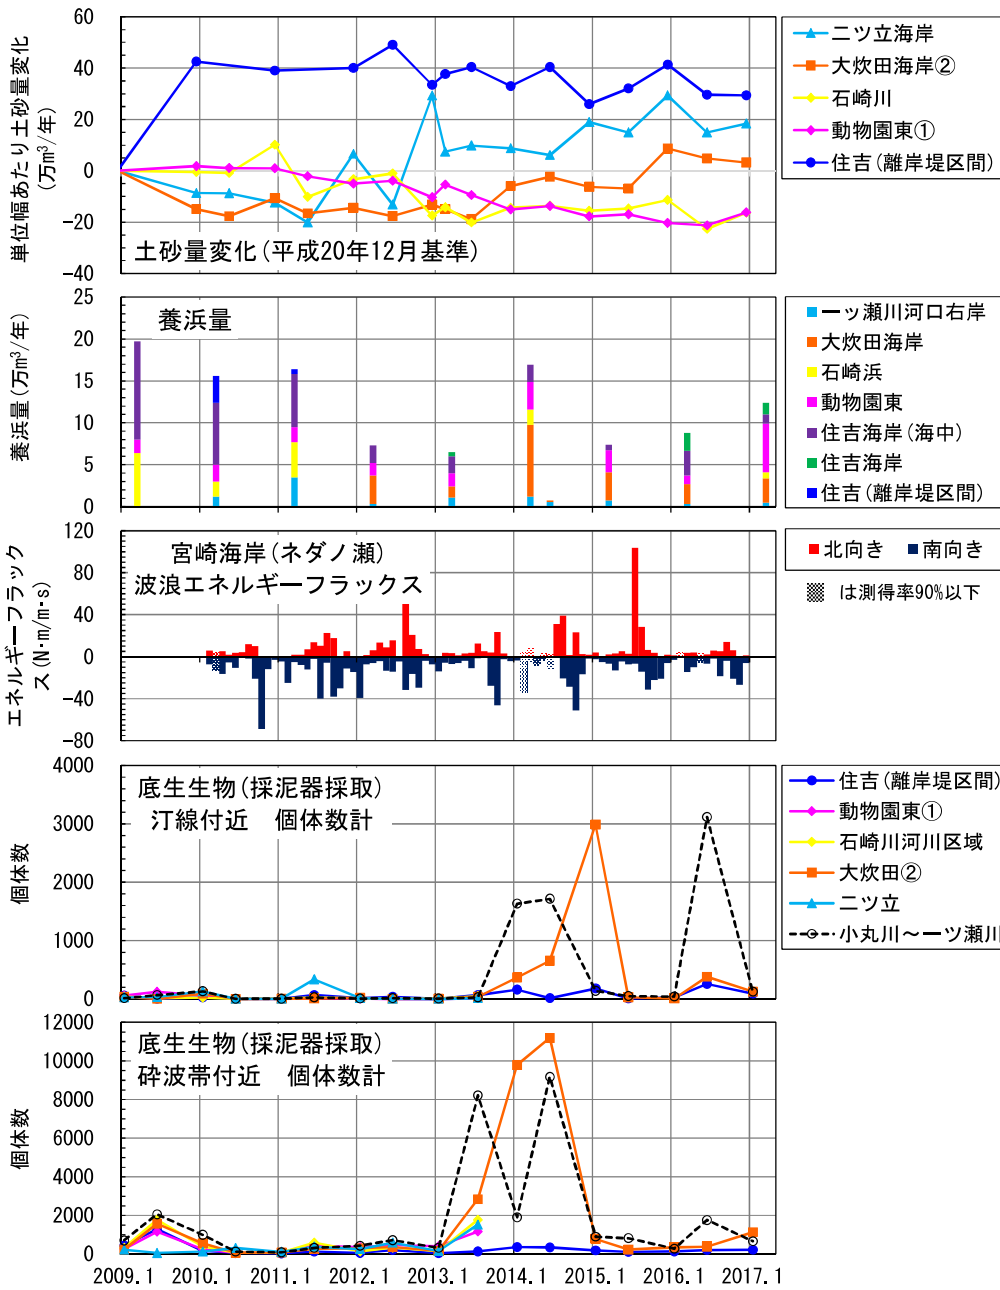 単位幅あたり土砂量変化
(万m³/年)
60
40
20
0
−20
−40
土砂量変化(平成20年12月基準)
二ツ立海岸
大炊田海岸②
石崎川
動物園東①
住吉(離岸堤区間)
養浜量(万m³/年)
25
20
15
10
5
0
養浜量
一ッ瀬川河口右岸
大炊田海岸
石崎浜
動物園東
住吉海岸(海中)
住吉海岸
住吉(離岸堤区間)
エネルギーフラック
ス(N·m/m·s)
120
80
40
0
−40
−80
宮崎海岸(ネダノ瀬)
波浪エネルギーフラックス
北向き 南向き
は測得率90%以下
個体数
4000
3000
2000
1000
0
底生生物(採泥器採取)
汀線付近 個体数計
住吉(離岸堤区間)
動物園東①
石崎川河川区域
大炊田②
二ツ立
小丸川～一ツ瀬川
個体数
12000
10000
8000
6000
4000
2000
0
底生生物(採泥器採取)
砕波帯付近 個体数計
2009.1 2010.1 2011.1 2012.1 2013.1 2014.1 2015.1 2016.1 2017.1